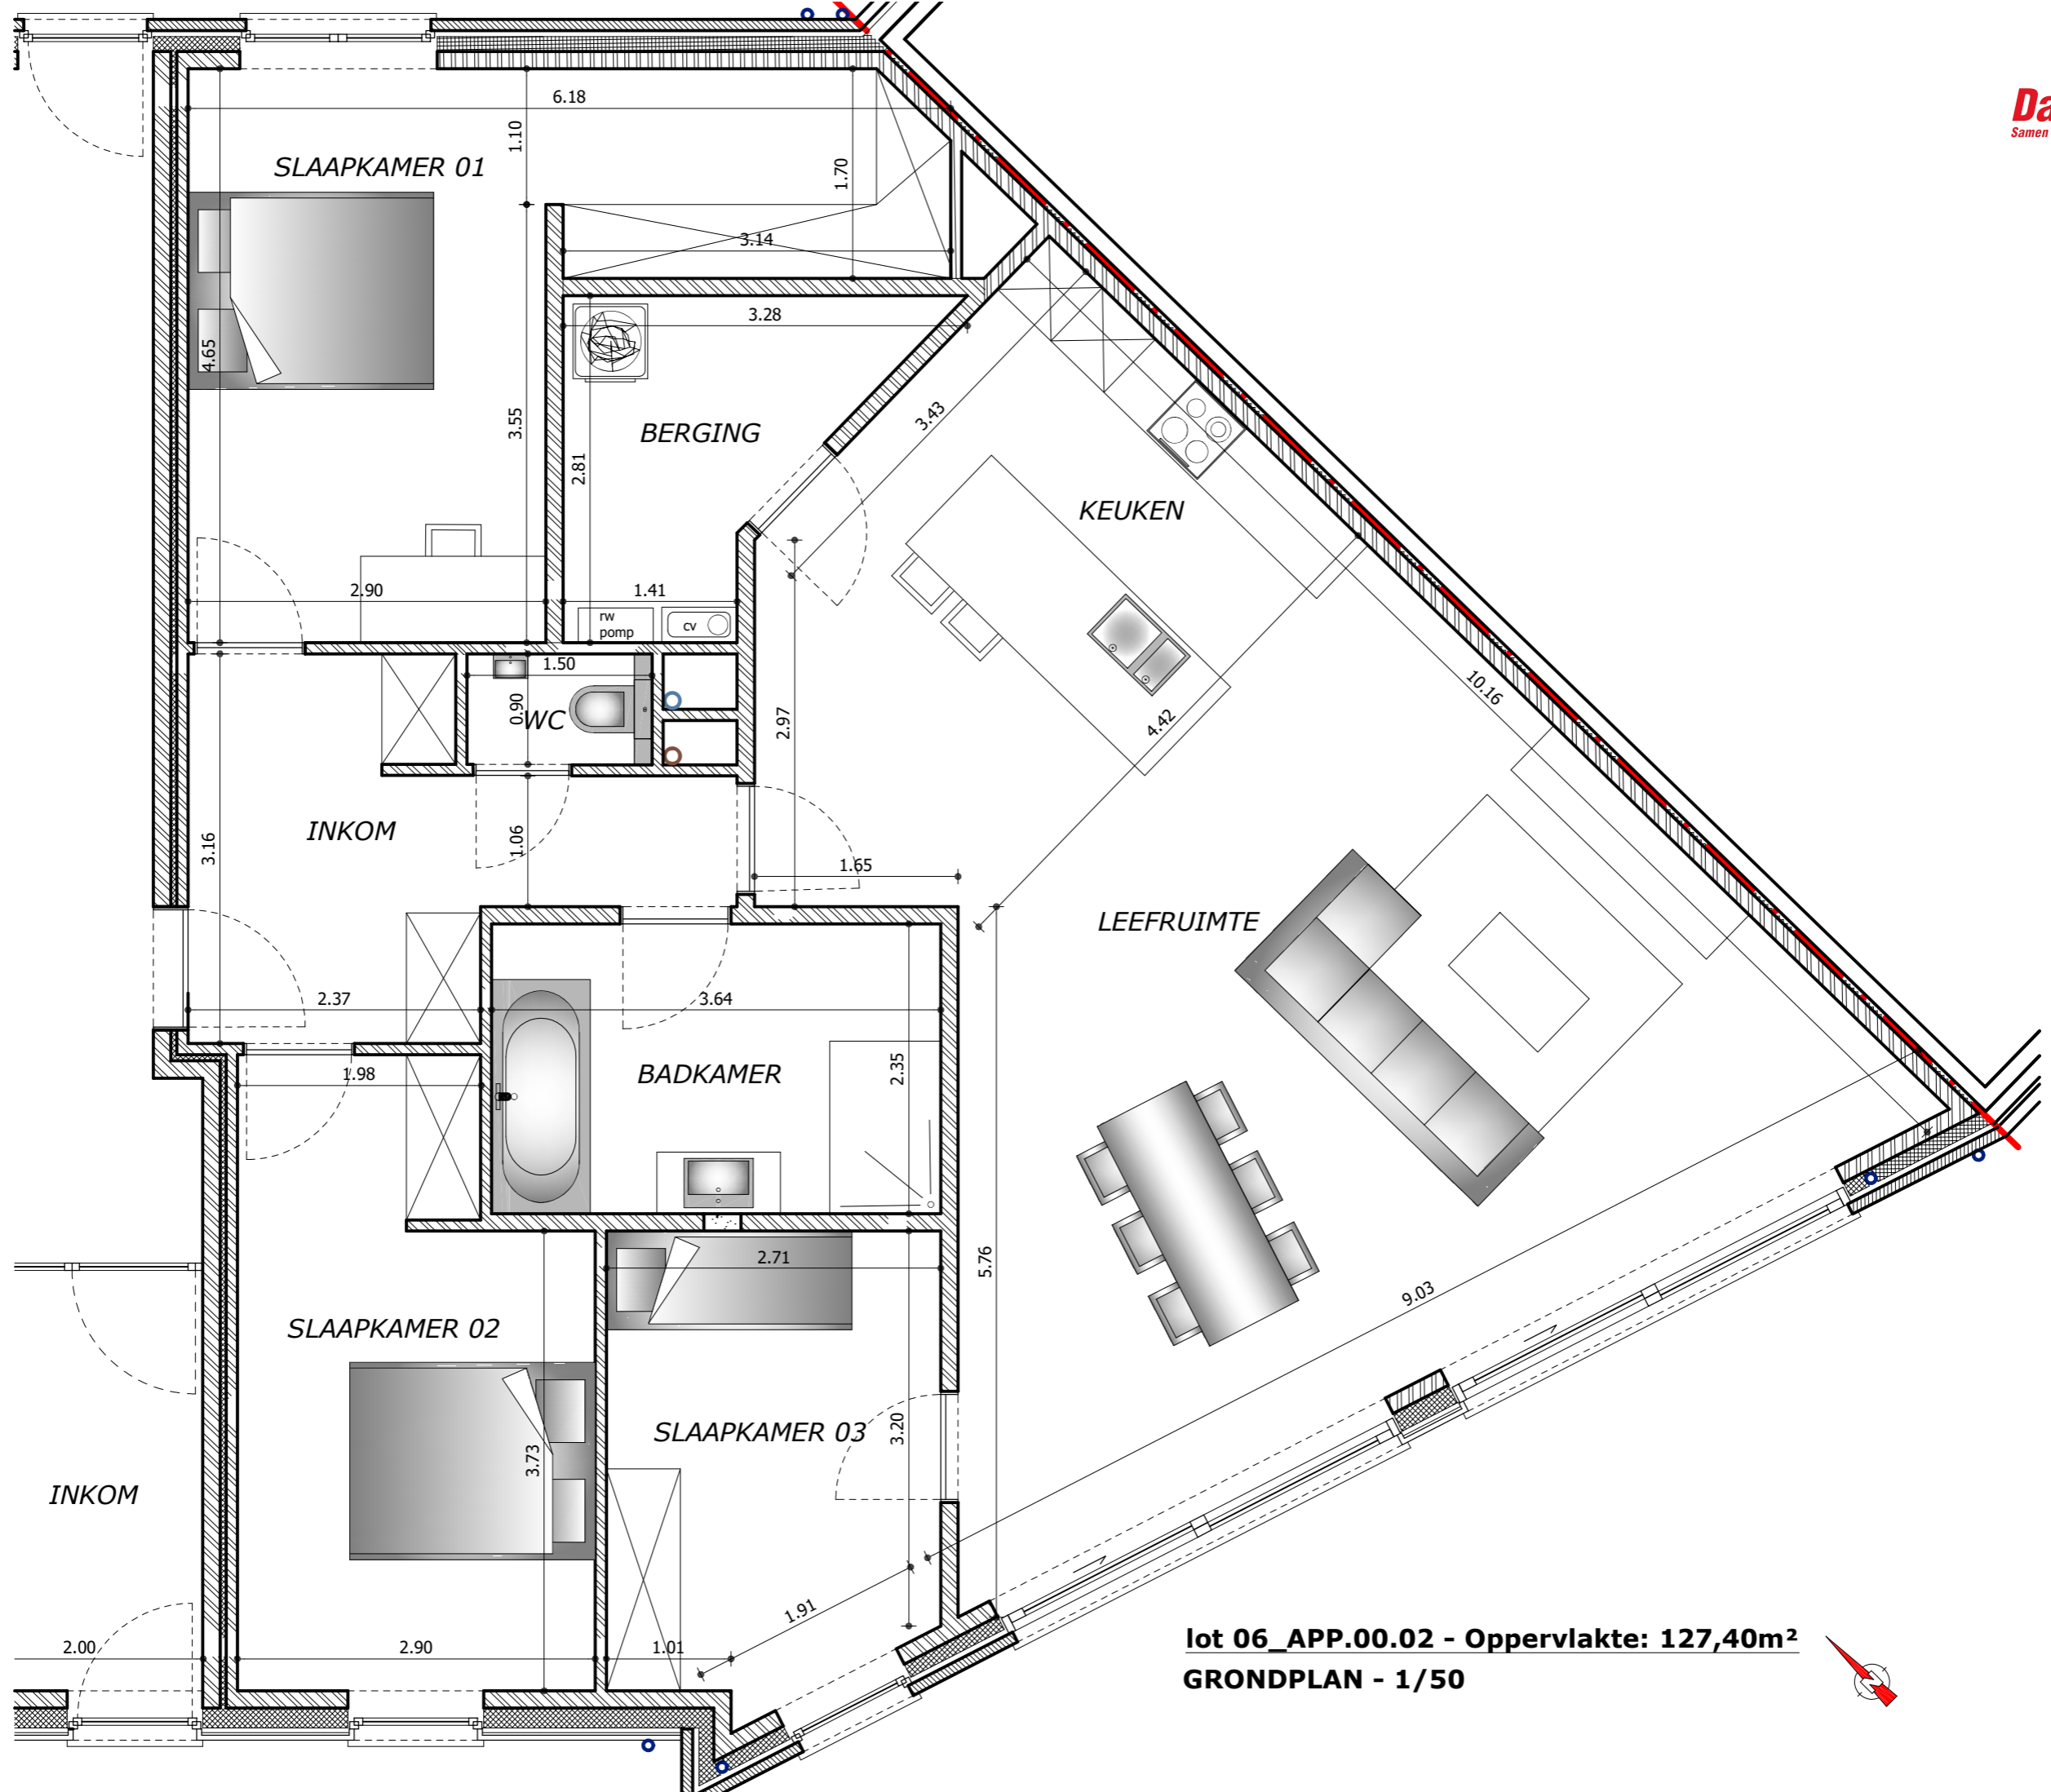 Da
Samen
6.18
1.10
SLAAPKAMER 01
1.70
3.14
3.28
4.65
3.43
3.55
BERGING
2.81
KEUKEN
2.90
1.41
rw
pomp
cv
1.50
0.90
WC
2.97
4.42
10.16
INKOM
3.16
1.06
1.65
LEEFRUIMTE
2.37
3.64
1.98
BADKAMER
2.35
2.71
5.76
9.03
SLAAPKAMER 02
SLAAPKAMER 03
3.20
3.73
INKOM
1.91
2.00
2.90
1.01
lot 06_APP.00.02 - Oppervlakte: 127,40m²
GRONDPLAN - 1/50
N